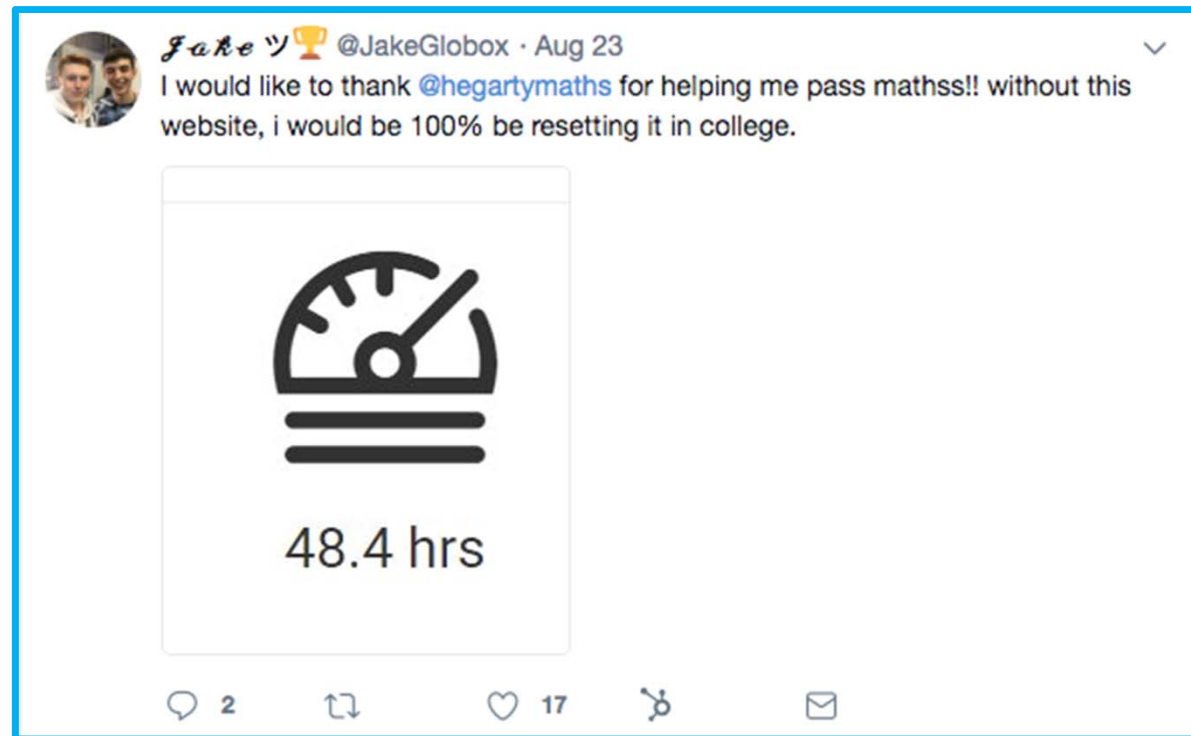 𝓙𝓪𝓴𝓮 ツ🏆 @JakeGlobox · Aug 23
I would like to thank @hegartymaths for helping me pass mathss!! without this
website, i would be 100% be resetting it in college.
48.4 hrs
2 17